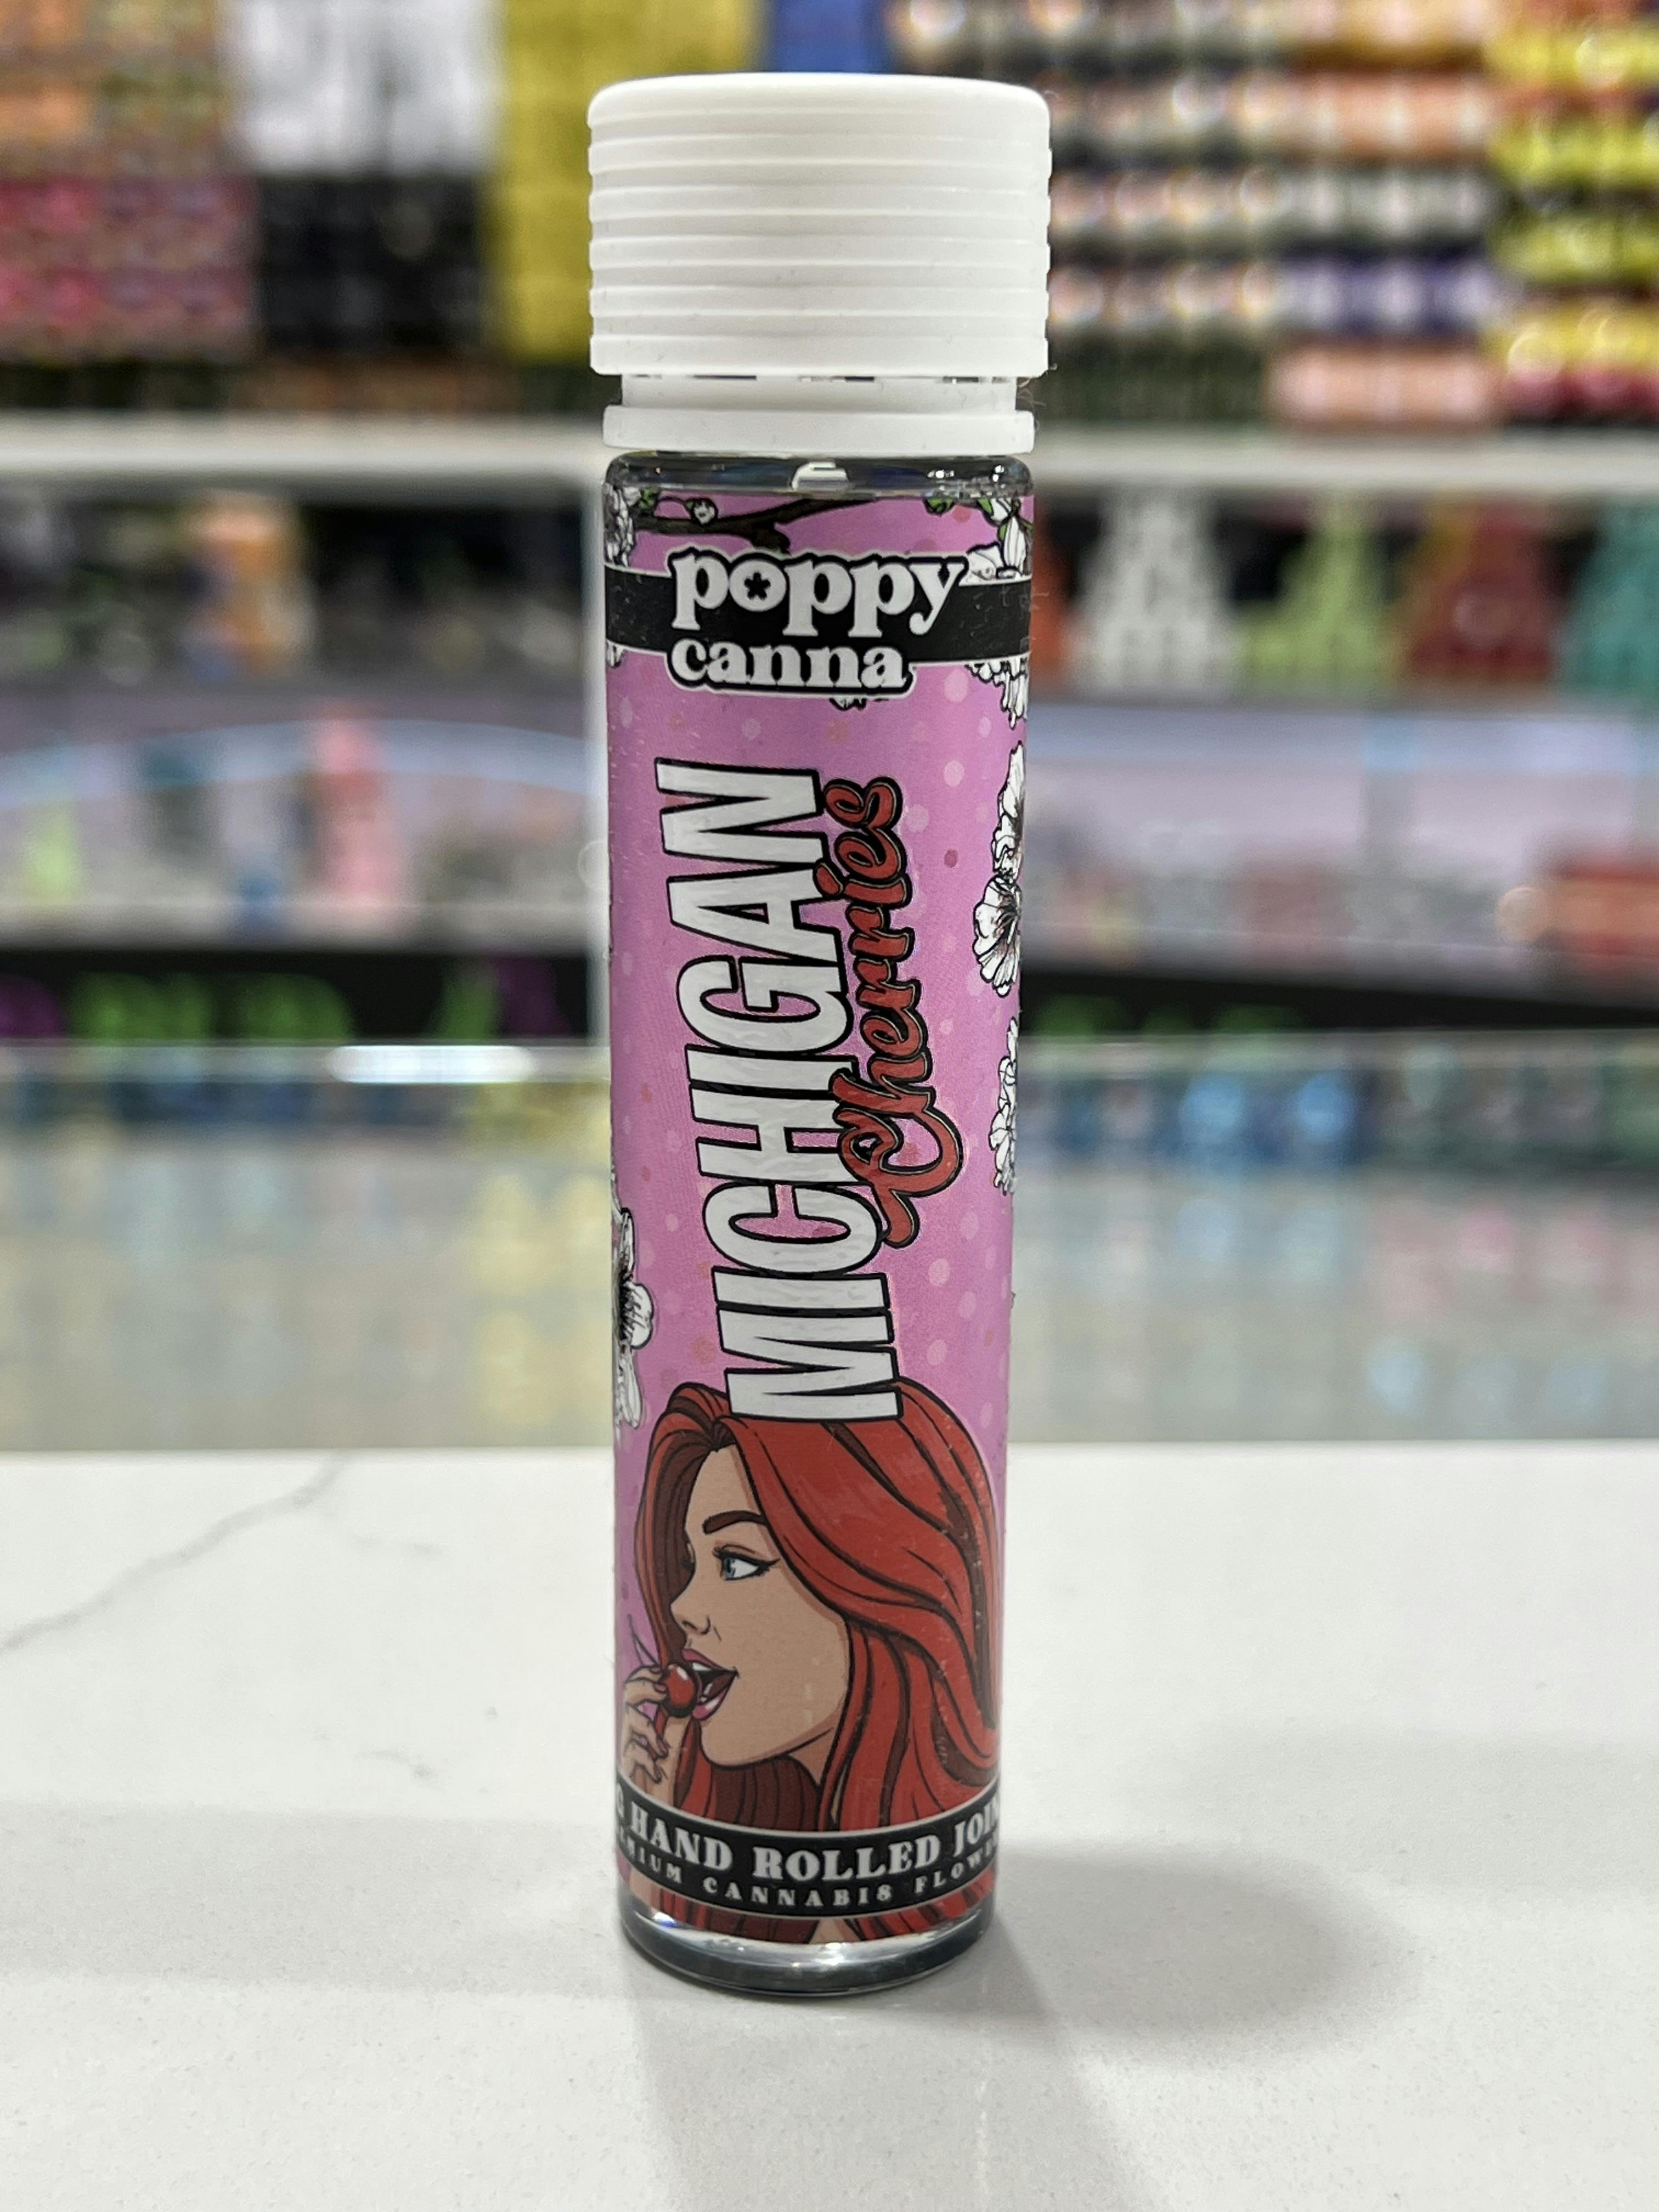 poppy
canna
MICHIGAN
Cherries
HAND ROLLED
CANNABIS